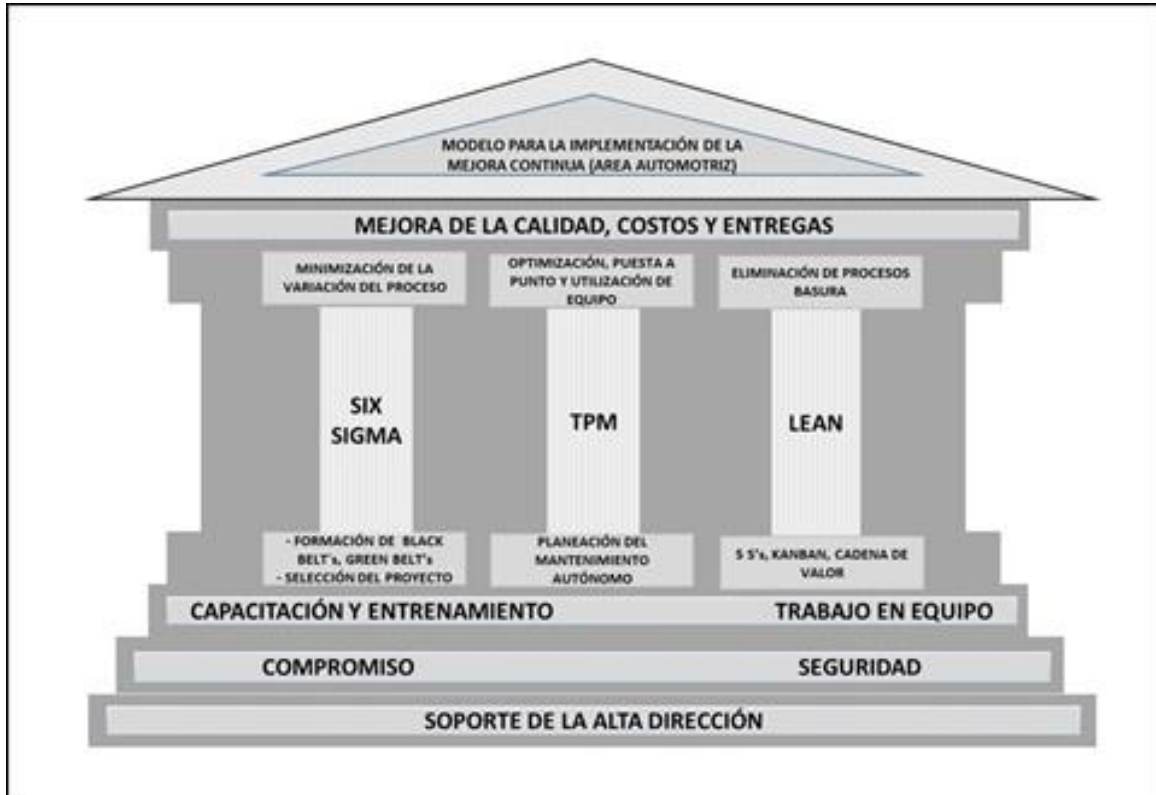 MODELO PARA LA IMPLEMENTACIÓN DE LA
MEJORA CONTINUA (AREA AUTOMOTRIZ)
MEJORA DE LA CALIDAD, COSTOS Y ENTREGAS
MINIMIZACIÓN DE LA
VARIACIÓN DEL PROCESO
OPTIMIZACIÓN, PUESTA A
PUNTO Y UTILIZACIÓN DE
EQUIPO
ELIMINACIÓN DE PROCESOS
BASURA
SIX
SIGMA
TPM
LEAN
- FORMACIÓN DE BLACK
BELT's, GREEN BELT's
- SELECCIÓN DEL PROYECTO
PLANEACIÓN DEL
MANTENIMIENTO
AUTÓNOMO
5 S's, KANBAN, CADENA DE
VALOR
CAPACITACIÓN Y ENTRENAMIENTO
TRABAJO EN EQUIPO
COMPROMISO
SEGURIDAD
SOPORTE DE LA ALTA DIRECCIÓN